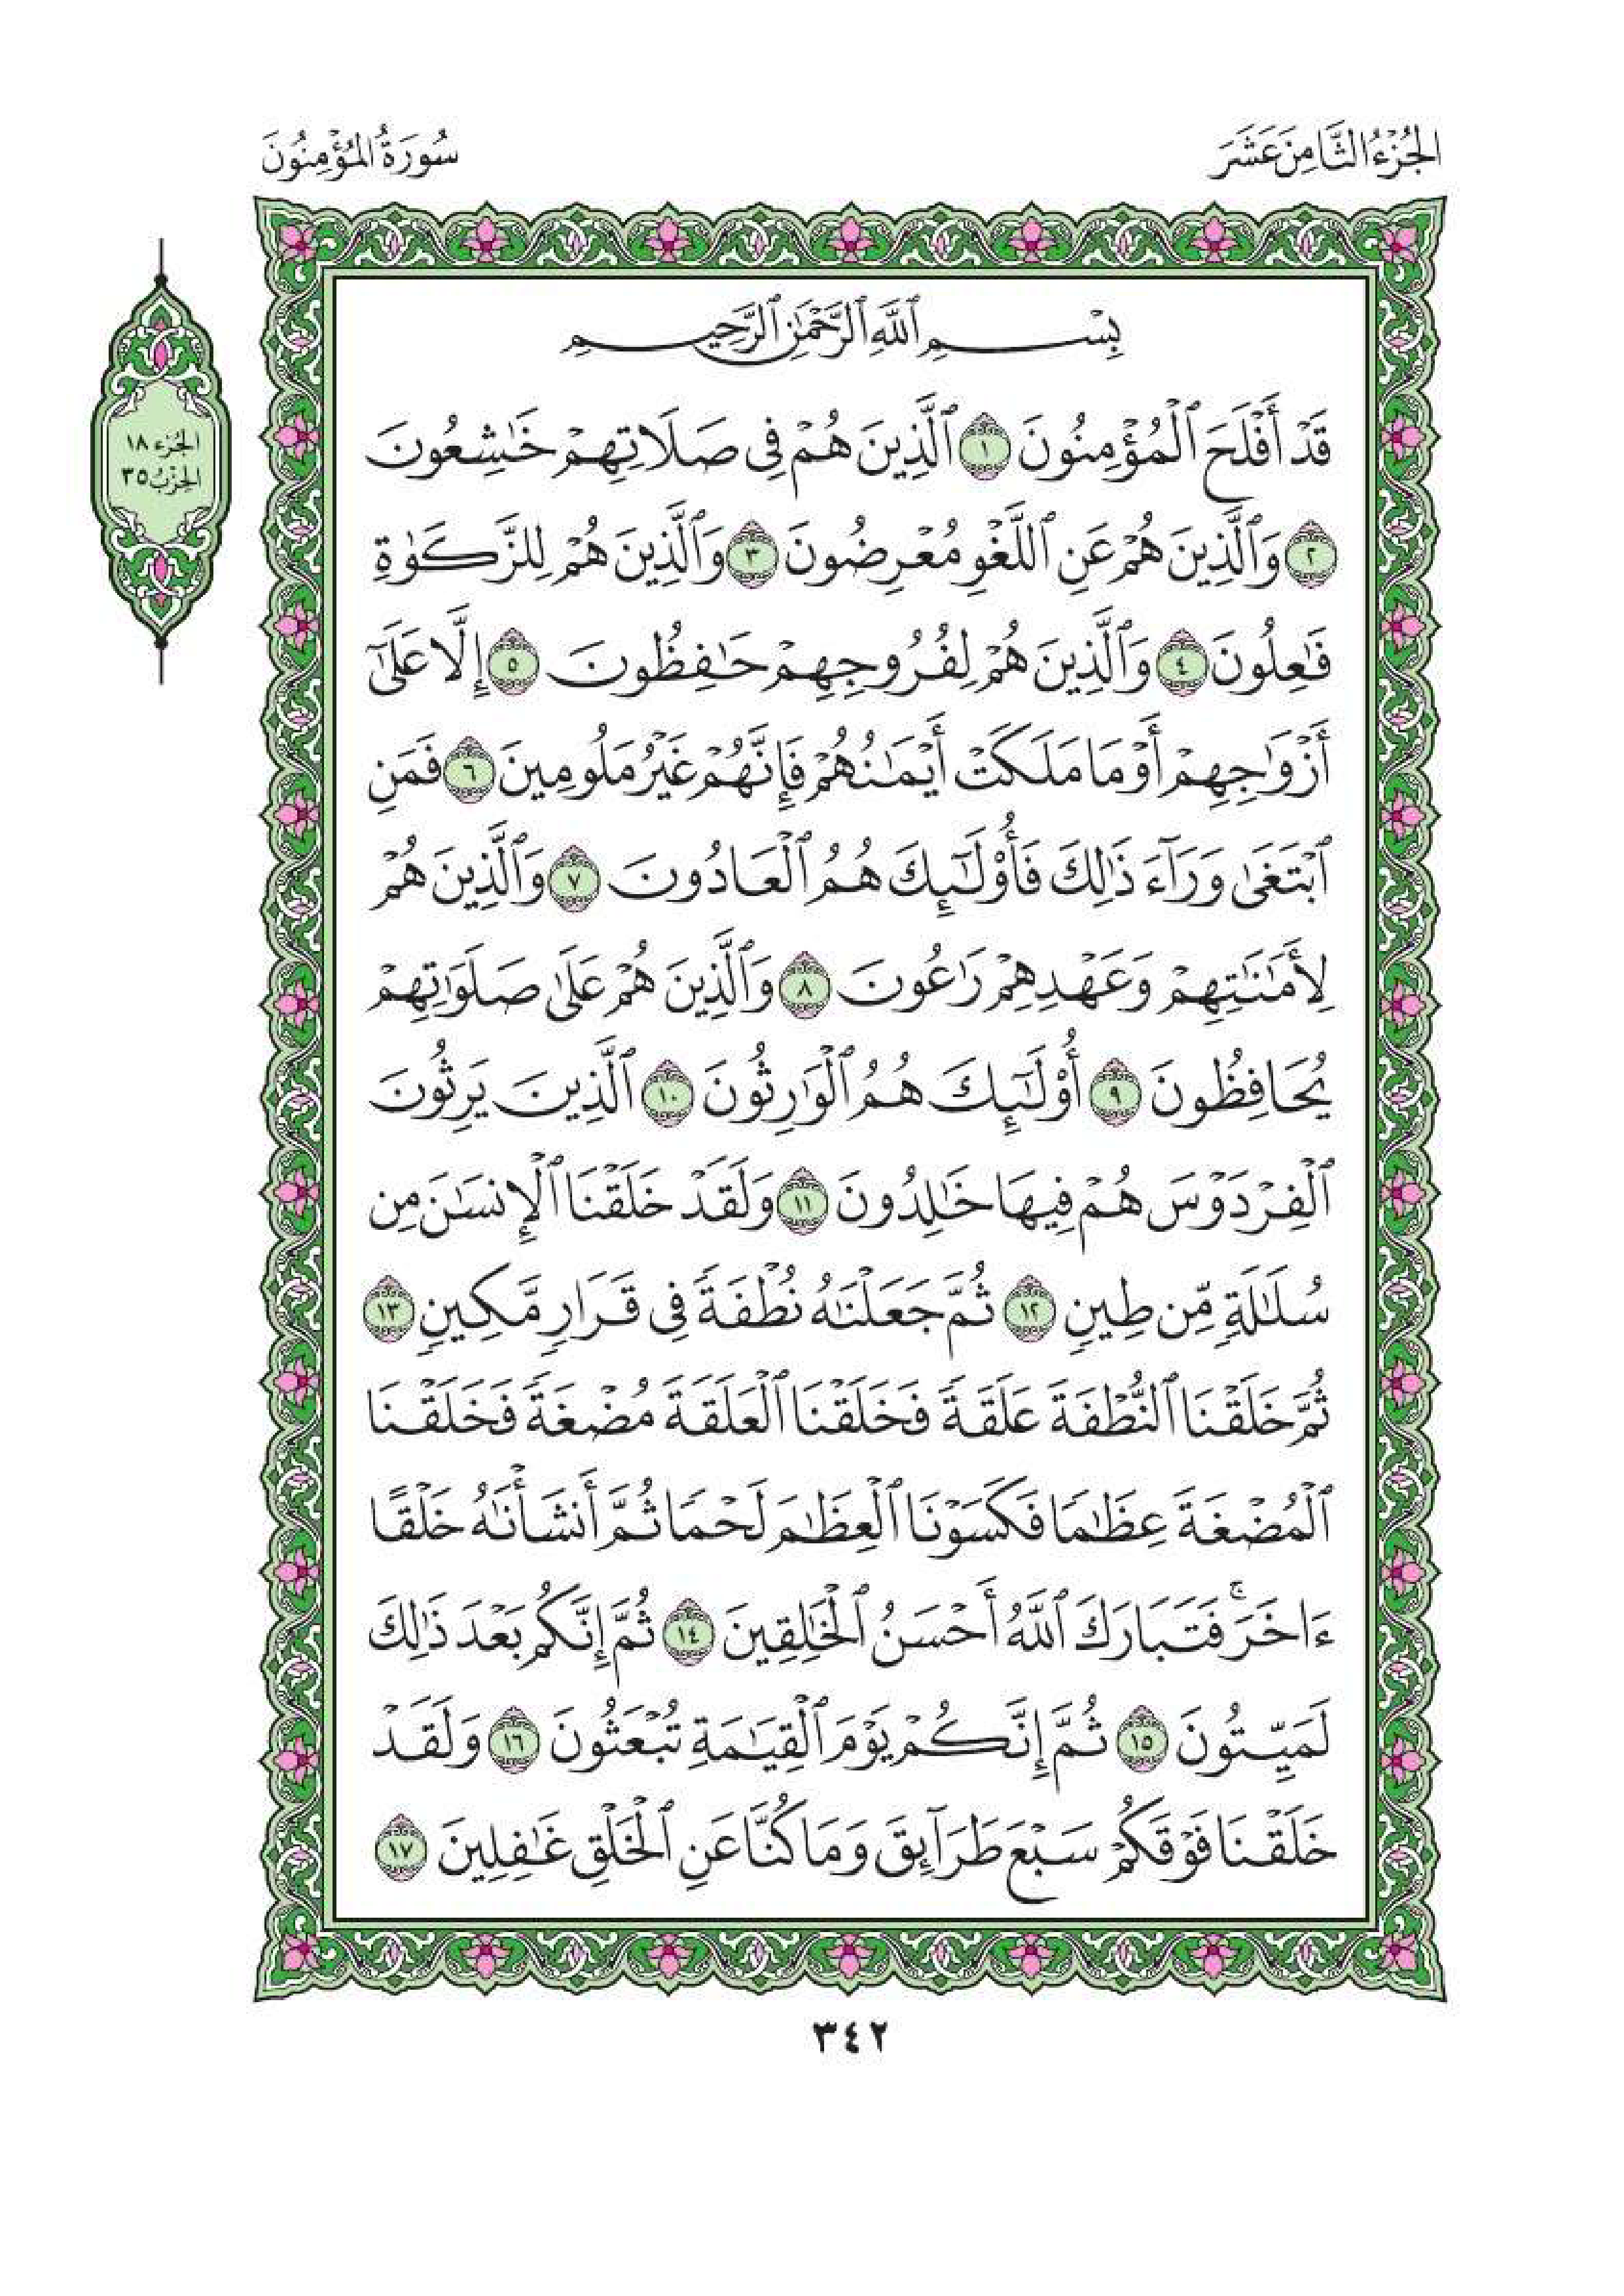 الجُزْءُ الثَّامِنَ عَشَرَ
سُورَةُ المُؤْمِنُونَ
الجُزء ١٨
الحِزْب ٣٥
بِسْمِ ٱللَّهِ ٱلرَّحْمَٰنِ ٱلرَّحِيمِ
قَدْ أَفْلَحَ ٱلْمُؤْمِنُونَ ١ ٱلَّذِينَ هُمْ فِى صَلَاتِهِمْ خَٰشِعُونَ
٢ وَٱلَّذِينَ هُمْ عَنِ ٱللَّغْوِ مُعْرِضُونَ ٣ وَٱلَّذِينَ هُمْ لِلزَّكَوٰةِ
فَٰعِلُونَ ٤ وَٱلَّذِينَ هُمْ لِفُرُوجِهِمْ حَٰفِظُونَ ٥ إِلَّا عَلَىٰٓ
أَزْوَٰجِهِمْ أَوْ مَا مَلَكَتْ أَيْمَٰنُهُمْ فَإِنَّهُمْ غَيْرُ مَلُومِينَ ٦ فَمَنِ
ٱبْتَغَىٰ وَرَآءَ ذَٰلِكَ فَأُوْلَٰٓئِكَ هُمُ ٱلْعَادُونَ ٧ وَٱلَّذِينَ هُمْ
لِأَمَٰنَٰتِهِمْ وَعَهْدِهِمْ رَٰعُونَ ٨ وَٱلَّذِينَ هُمْ عَلَىٰ صَلَوَٰتِهِمْ
يُحَافِظُونَ ٩ أُوْلَٰٓئِكَ هُمُ ٱلْوَٰرِثُونَ ١٠ ٱلَّذِينَ يَرِثُونَ
ٱلْفِرْدَوْسَ هُمْ فِيهَا خَٰلِدُونَ ١١ وَلَقَدْ خَلَقْنَا ٱلْإِنسَٰنَ مِن
سُلَٰلَةٍ مِّن طِينٍ ١٢ ثُمَّ جَعَلْنَٰهُ نُطْفَةً فِى قَرَارٍ مَّكِينٍ ١٣
ثُمَّ خَلَقْنَا ٱلنُّطْفَةَ عَلَقَةً فَخَلَقْنَا ٱلْعَلَقَةَ مُضْغَةً فَخَلَقْنَا
ٱلْمُضْغَةَ عِظَٰمًا فَكَسَوْنَا ٱلْعِظَٰمَ لَحْمًا ثُمَّ أَنشَأْنَٰهُ خَلْقًا
ءَاخَرَ ۚ فَتَبَارَكَ ٱللَّهُ أَحْسَنُ ٱلْخَٰلِقِينَ ١٤ ثُمَّ إِنَّكُم بَعْدَ ذَٰلِكَ
لَمَيِّتُونَ ١٥ ثُمَّ إِنَّكُمْ يَوْمَ ٱلْقِيَٰمَةِ تُبْعَثُونَ ١٦ وَلَقَدْ
خَلَقْنَا فَوْقَكُمْ سَبْعَ طَرَآئِقَ وَمَا كُنَّا عَنِ ٱلْخَلْقِ غَٰفِلِينَ ١٧
٣٤٢